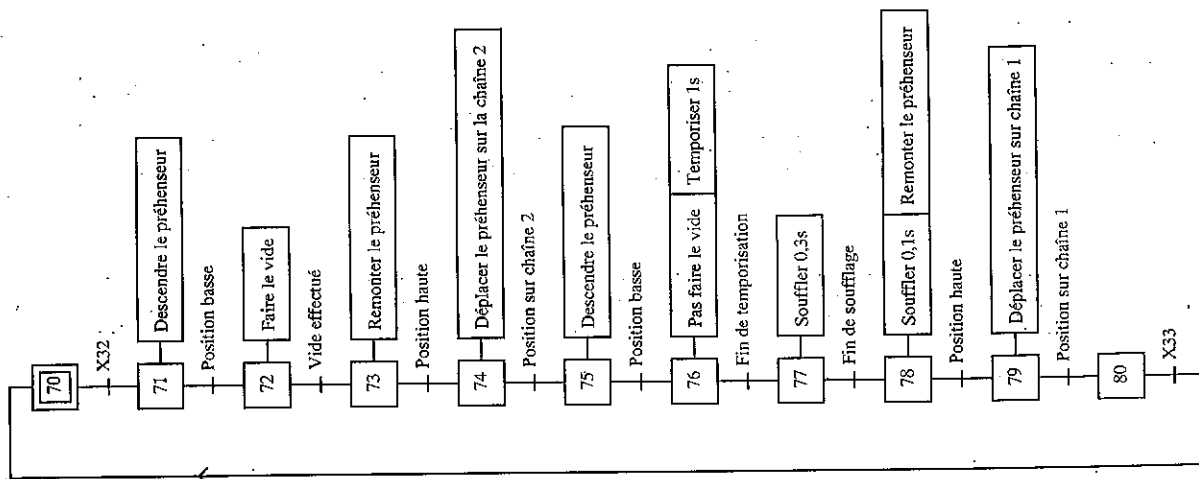 70
X32
71
Descendre le préhenseur
Position basse
72
Faire le vide
Vide effectué
73
Remonter le préhenseur
Position haute
74
Déplacer le préhenseur sur la chaîne 2
Position sur chaîne 2
75
Descendre le préhenseur
Position basse
76
Pas faire le vide
Temporiser 1s
Fin de temporisation
77
Souffler 0,3s
Fin de soufflage
78
Souffler 0,1s
Remonter le préhenseur
Position haute
79
Déplacer le préhenseur sur chaîne 1
Position sur chaîne 1
80
X33